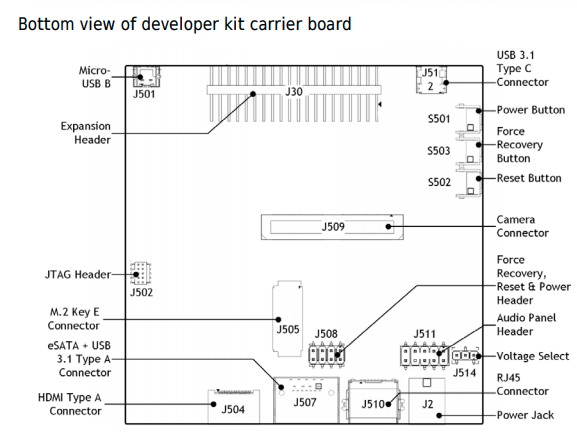 Bottom view of developer kit carrier board
Micro-
USB B
J501
J30
J51
2
USB 3.1
Type C
Connector
Expansion
Header
S501
Power Button
S503
Force
Recovery
Button
S502
Reset Button
J509
Camera
Connector
JTAG Header
J502
Force
Recovery,
Reset & Power
Header
M.2 Key E
Connector
J505
J508
J511
Audio Panel
Header
eSATA + USB
3.1 Type A
Connector
J514
Voltage Select
HDMI Type A
Connector
J504
J507
J510
J2
RJ45
Connector
Power Jack